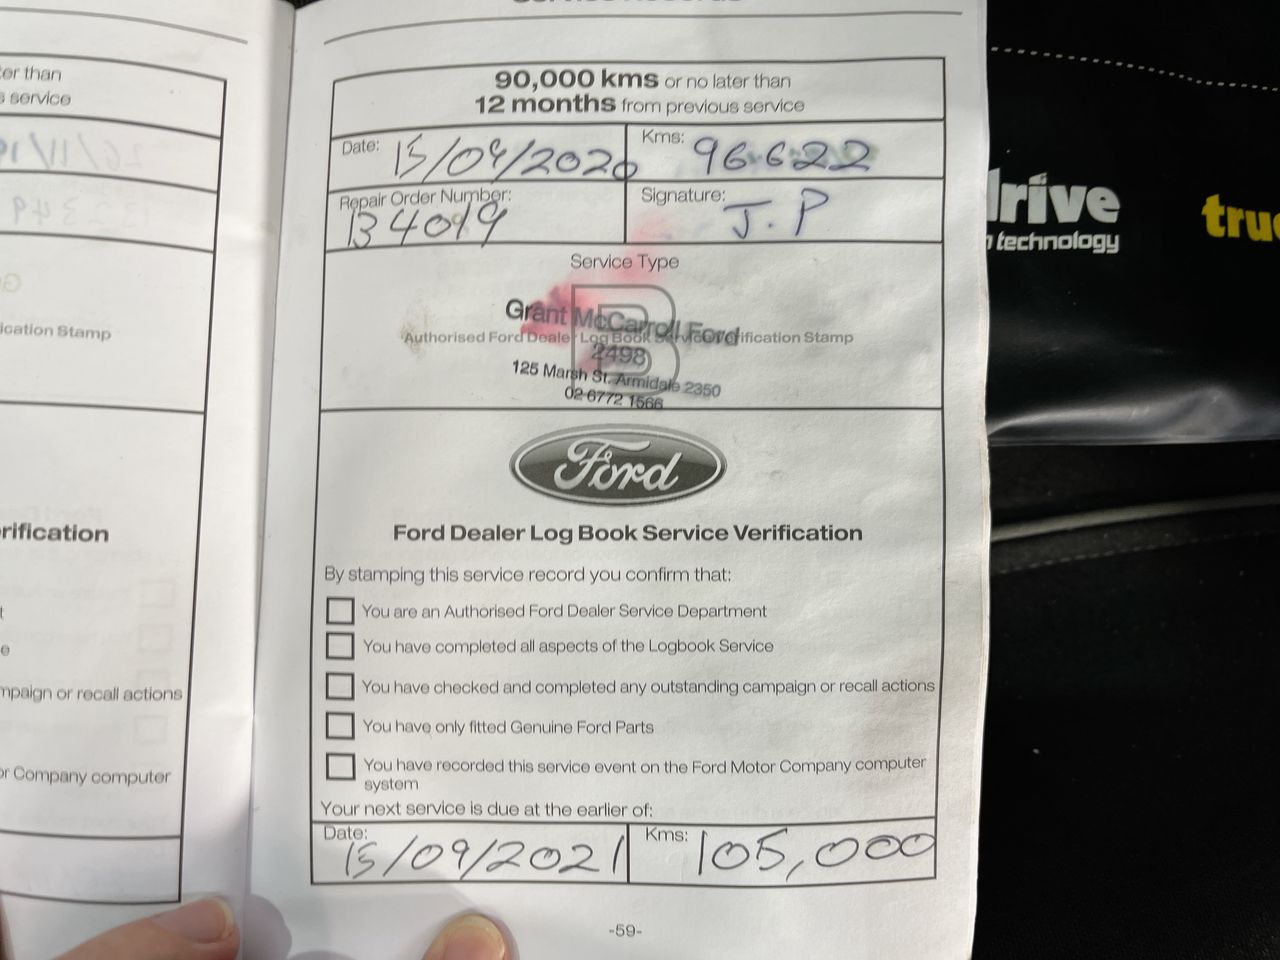 er than
s service
ication Stamp
rification
t
e
mpaign or recall actions
or Company computer
90,000 kms or no later than
12 months from previous service
Date: 15/09/2020
Kms: 96.622
Repair Order Number: 134019
Signature: J.P
Service Type
B
Grant McCarroll Ford
Authorised Ford Dealer Log Book Service Verification Stamp
2498
125 Marsh St. Armidale 2350
02 6772 1566
Ford
Ford Dealer Log Book Service Verification
By stamping this service record you confirm that:
You are an Authorised Ford Dealer Service Department
You have completed all aspects of the Logbook Service
You have checked and completed any outstanding campaign or recall actions
You have only fitted Genuine Ford Parts
You have recorded this service event on the Ford Motor Company computer
system
Your next service is due at the earlier of:
Date: 15/09/2021
Kms: 105,000
-59-
drive
technology
true